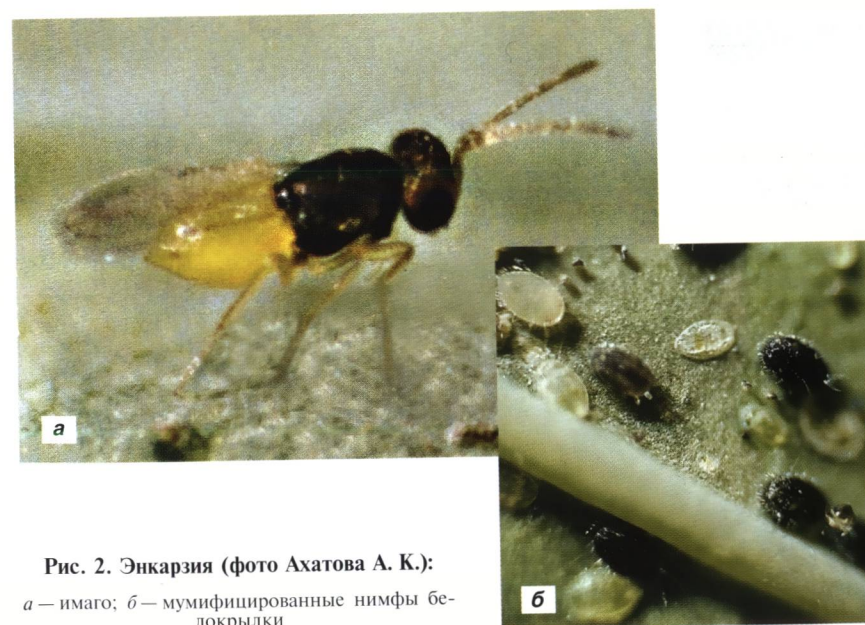 а
б
Рис. 2. Энкарзия (фото Ахатова А. К.):
а — имаго; б — мумифицированные нимфы бе-
локрылки